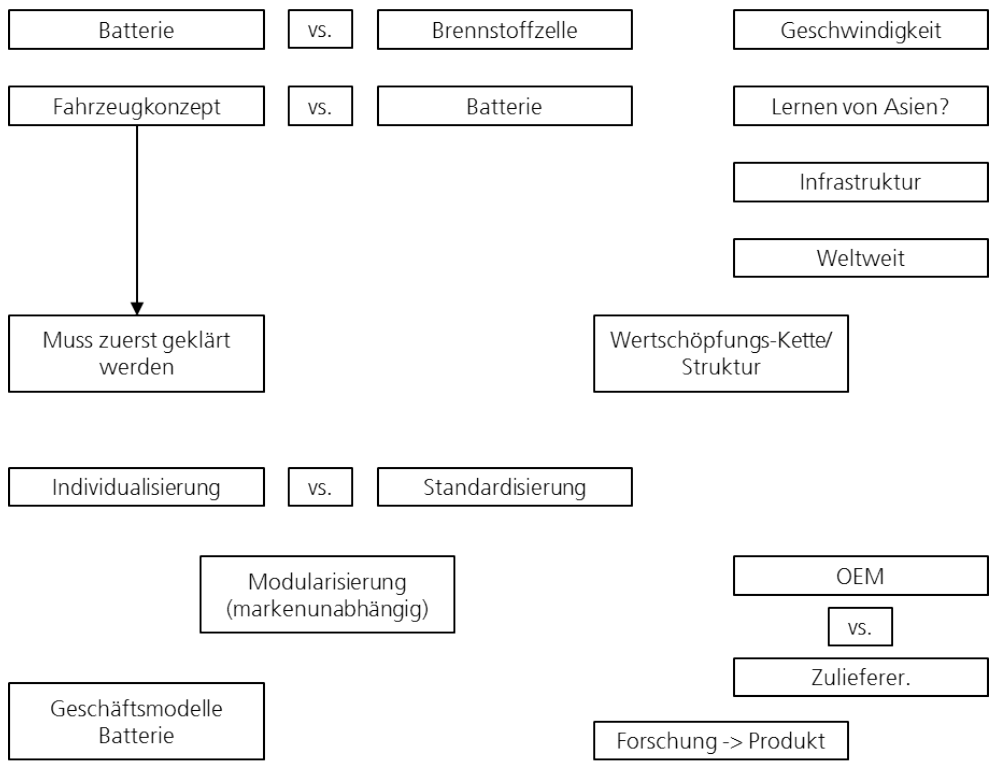 Batterie
vs.
Brennstoffzelle
Geschwindigkeit
Fahrzeugkonzept
vs.
Batterie
Lernen von Asien?
Infrastruktur
Weltweit
Muss zuerst geklärt
werden
Wertschöpfungs-Kette/
Struktur
Individualisierung
vs.
Standardisierung
Modularisierung
(markenunabhängig)
OEM
vs.
Zulieferer.
Geschäftsmodelle
Batterie
Forschung -> Produkt